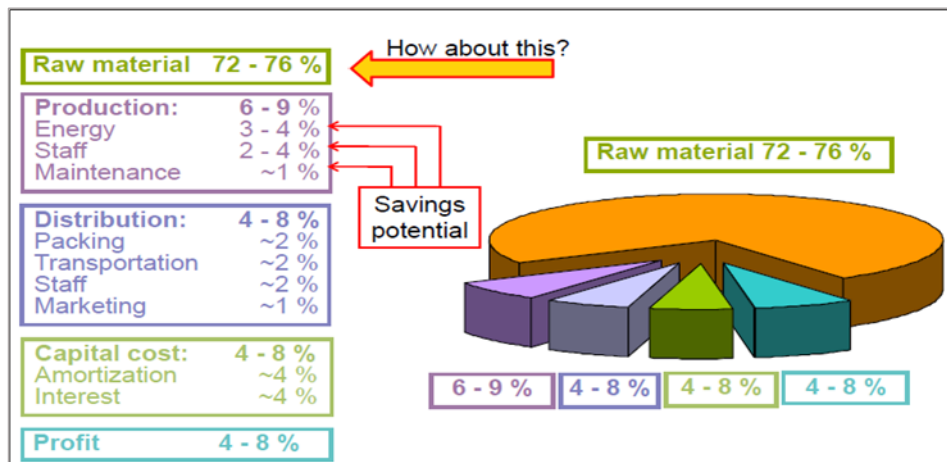 How about this?
Raw material 72 - 76 %
Production: 6 - 9 %
Energy 3 - 4 %
Staff 2 - 4 %
Maintenance ~1 %
Savings
potential
Distribution: 4 - 8 %
Packing ~2 %
Transportation ~2 %
Staff ~2 %
Marketing ~1 %
Capital cost: 4 - 8 %
Amortization ~4 %
Interest ~4 %
Profit 4 - 8 %
Raw material 72 - 76 %
6 - 9 %
4 - 8 %
4 - 8 %
4 - 8 %